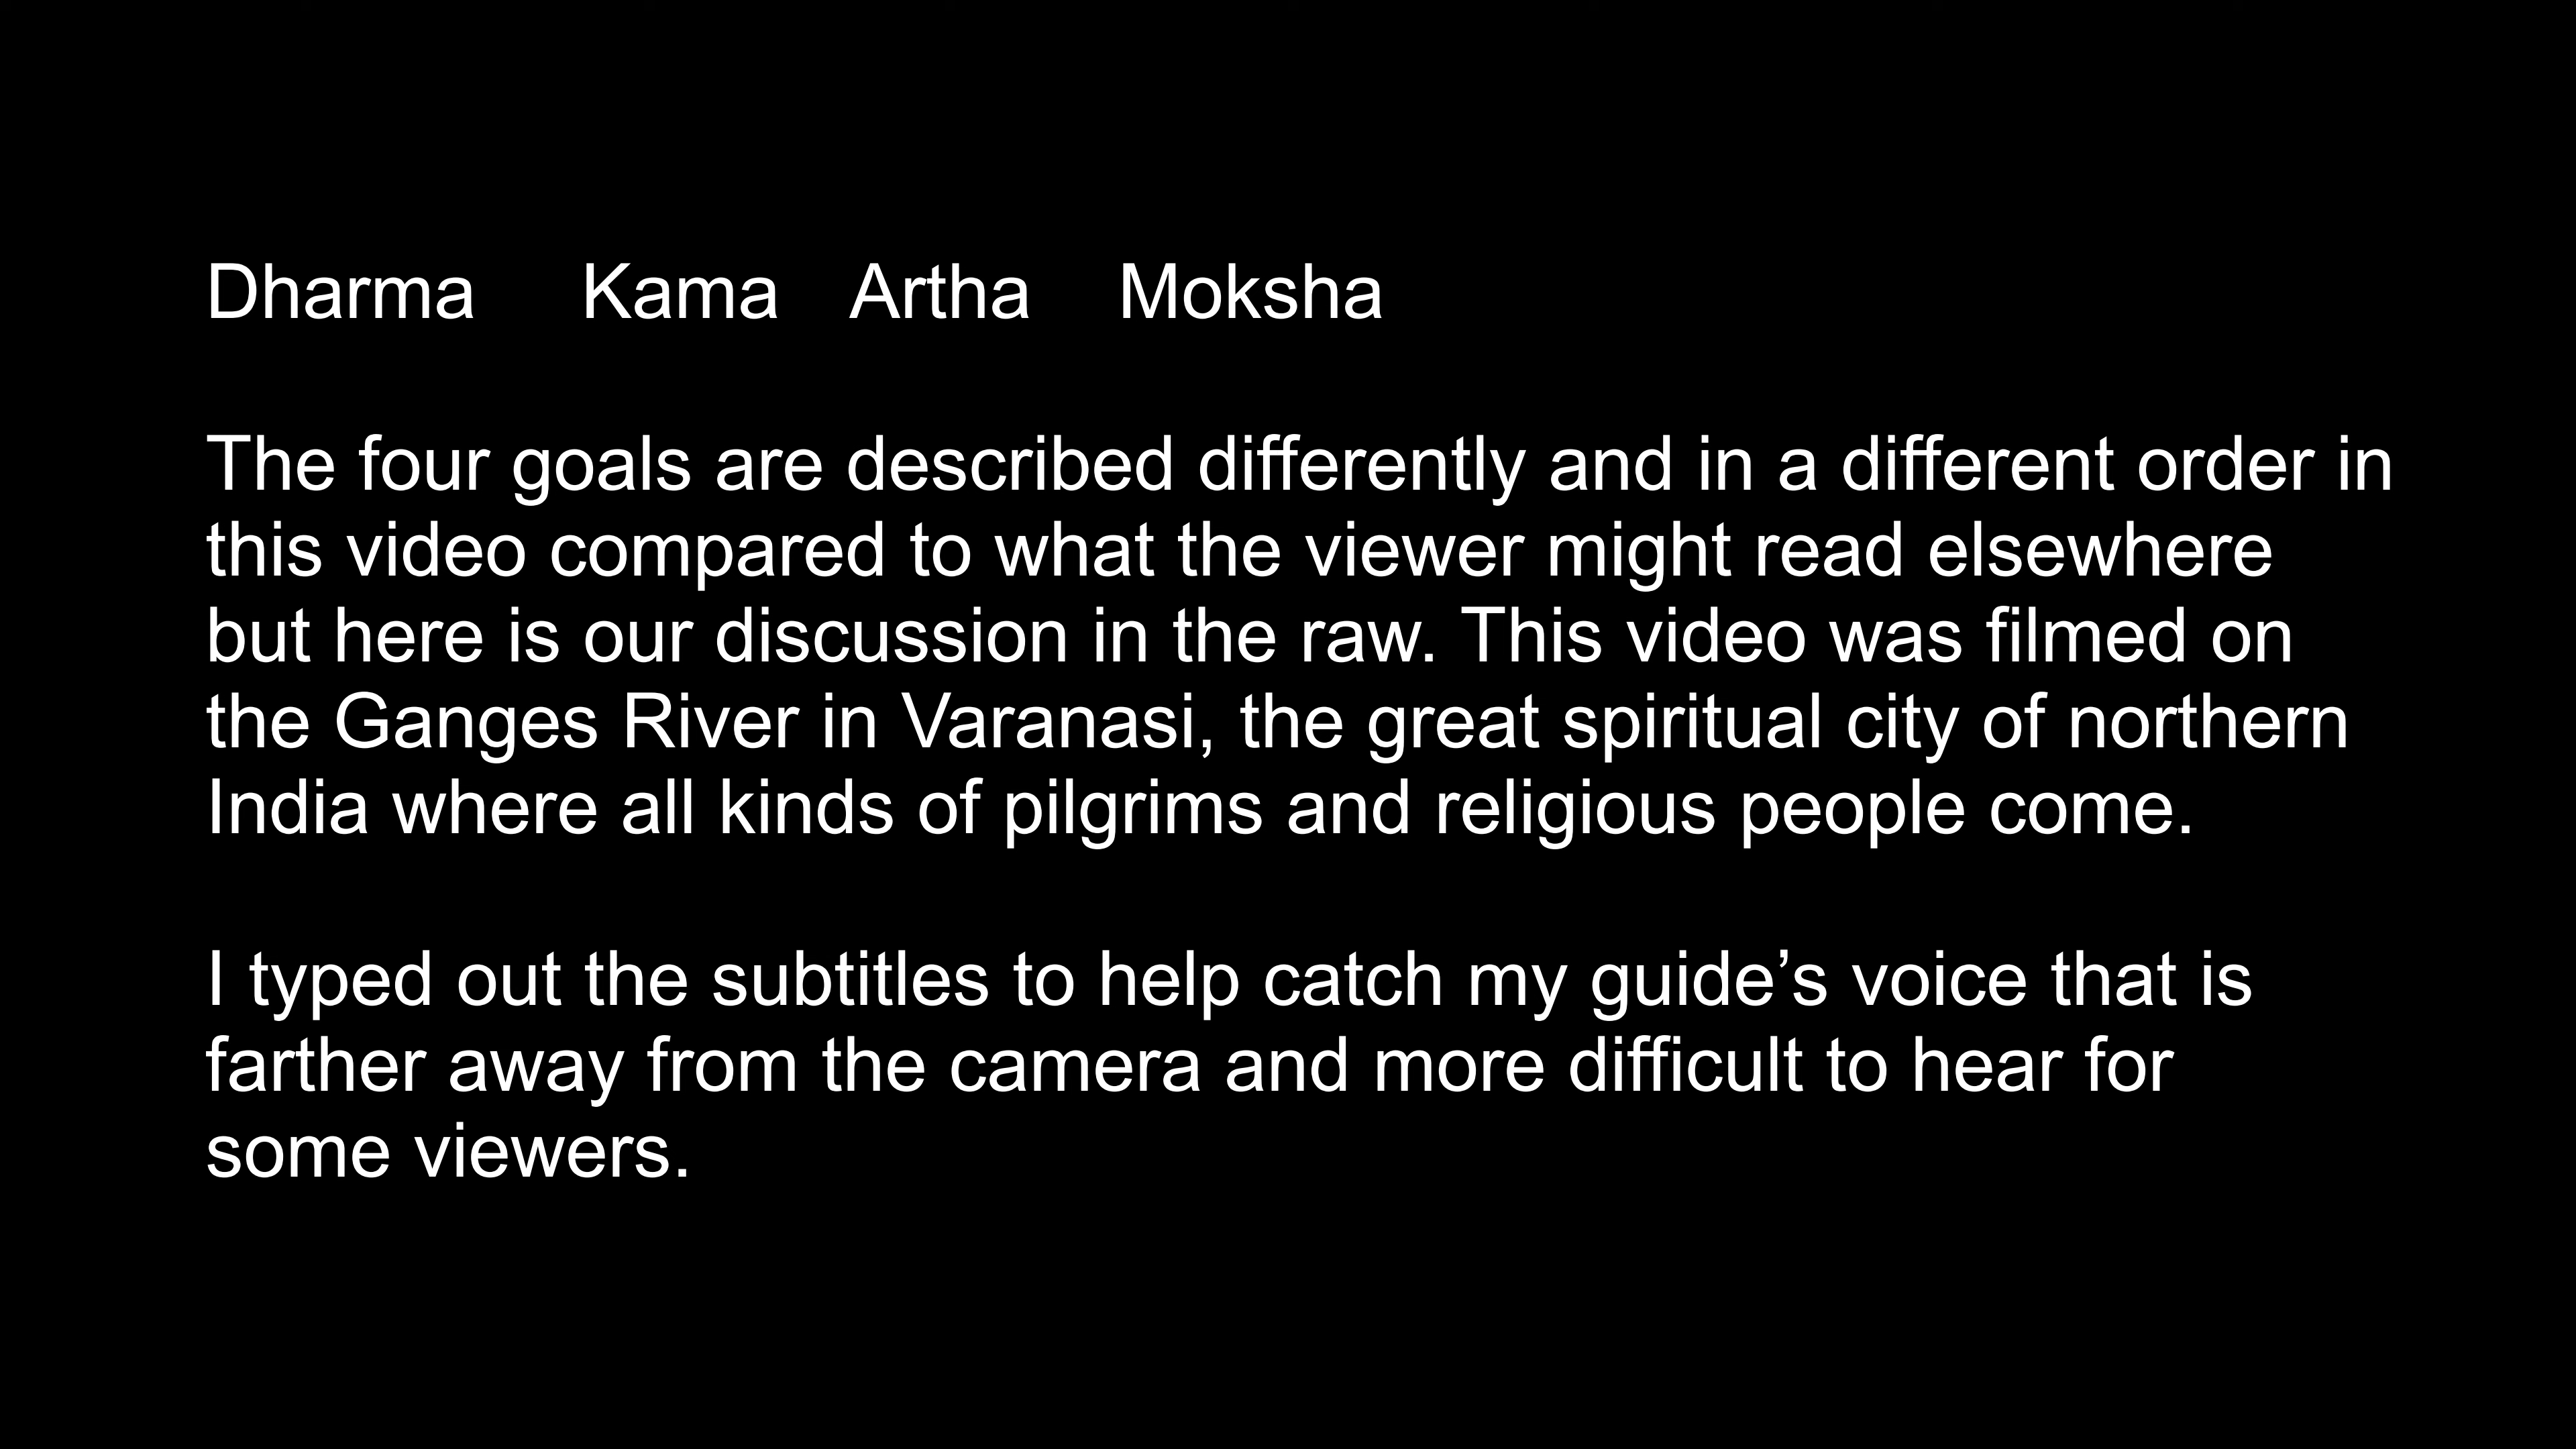 Dharma Kama Artha Moksha
The four goals are described differently and in a different order in
this video compared to what the viewer might read elsewhere
but here is our discussion in the raw. This video was filmed on
the Ganges River in Varanasi, the great spiritual city of northern
India where all kinds of pilgrims and religious people come.
I typed out the subtitles to help catch my guide’s voice that is
farther away from the camera and more difficult to hear for
some viewers.